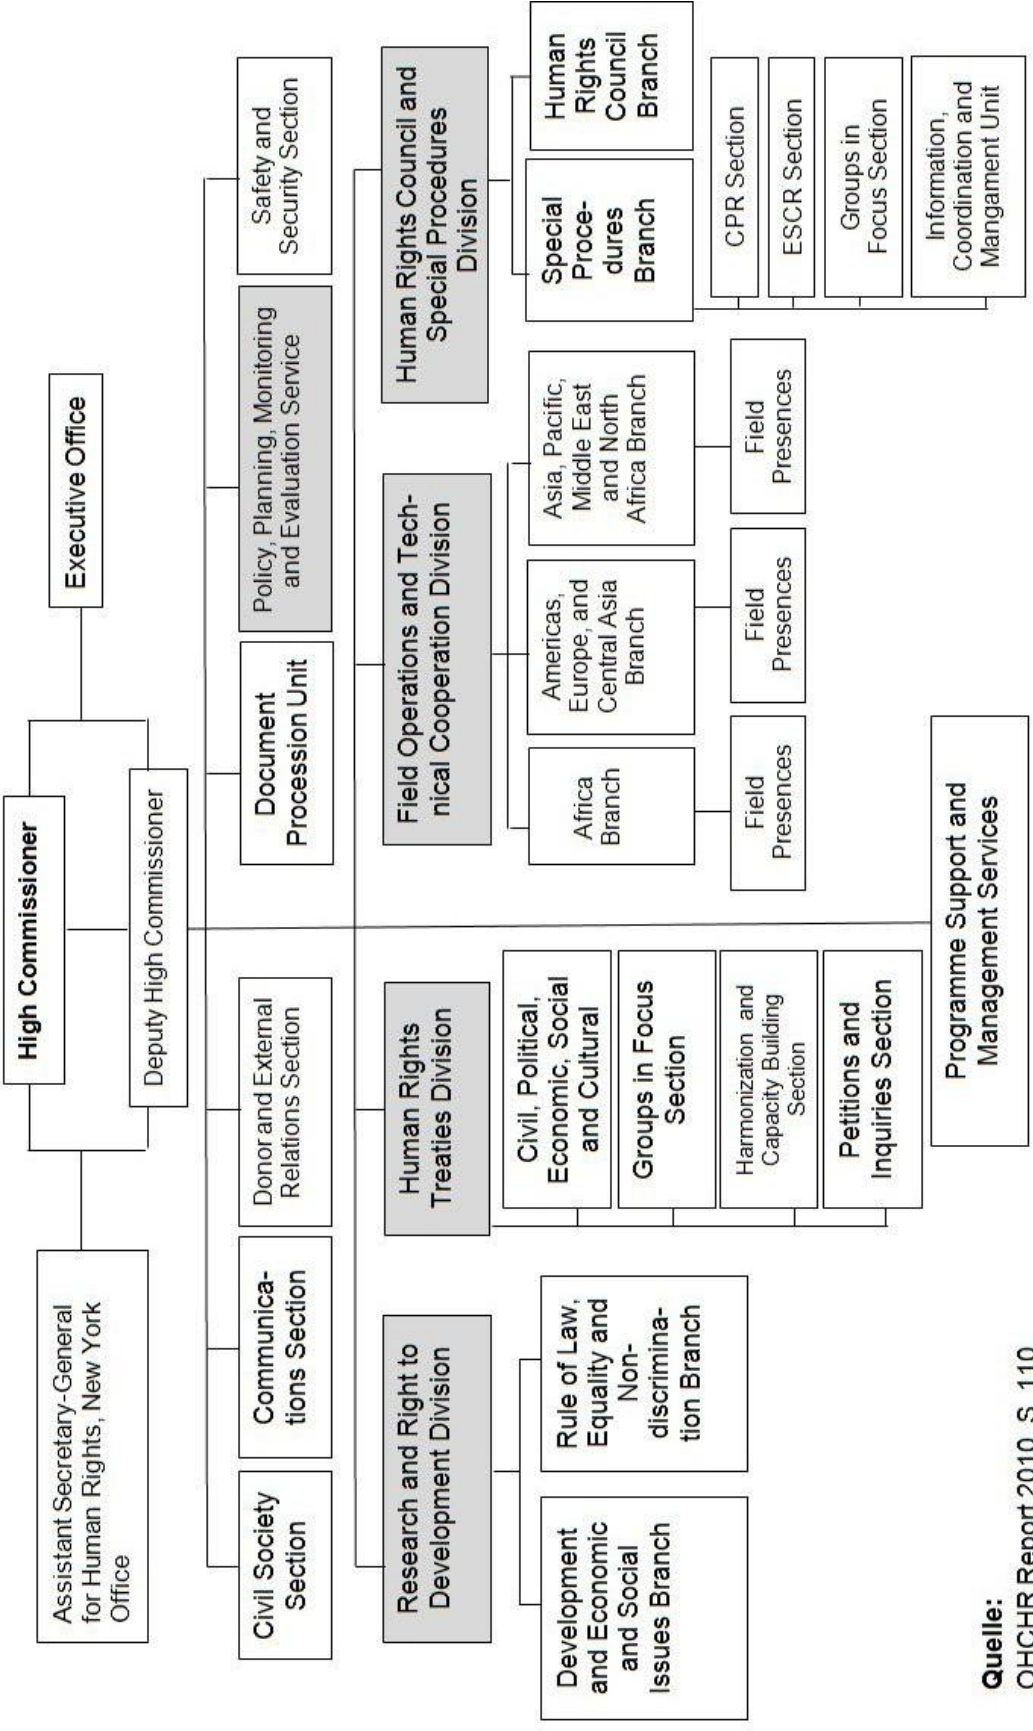 High Commissioner
Executive Office
Assistant Secretary-General
for Human Rights, New York
Office
Deputy High Commissioner
Civil Society
Section
Communica-
tions Section
Donor and External
Relations Section
Document
Procession Unit
Policy, Planning, Monitoring
and Evaluation Service
Safety and
Security Section
Research and Right to
Development Division
Human Rights
Treaties Division
Field Operations and Tech-
nical Cooperation Division
Human Rights Council and
Special Procedures
Division
Development
and Economic
and Social
Issues Branch
Rule of Law,
Equality and
Non-
discrimina-
tion Branch
Civil, Political,
Economic, Social
and Cultural
Groups in Focus
Section
Harmonization and
Capacity Building
Section
Petitions and
Inquiries Section
Africa
Branch
Americas,
Europe, and
Central Asia
Branch
Asia, Pacific,
Middle East
and North
Africa Branch
Field
Presences
Field
Presences
Field
Presences
Special
Proce-
dures
Branch
Human
Rights
Council
Branch
CPR Section
ESCR Section
Groups in
Focus Section
Information,
Coordination and
Mangament Unit
Programme Support and
Management Services
Quelle:
OHCHR Report 2010, S. 110